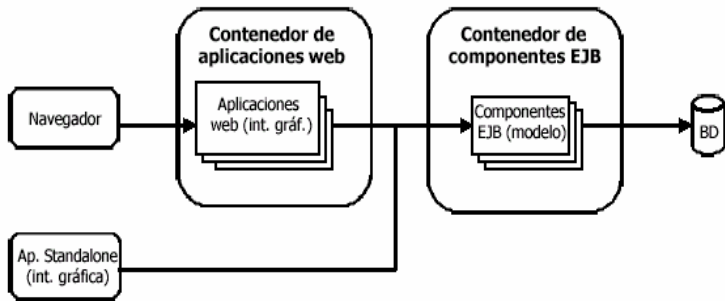 Contenedor de
aplicaciones web
Contenedor de
componentes EJB
Navegador
Aplicaciones
web (int. gráf.)
Componentes
EJB (modelo)
BD
Ap. Standalone
(int. gráfica)